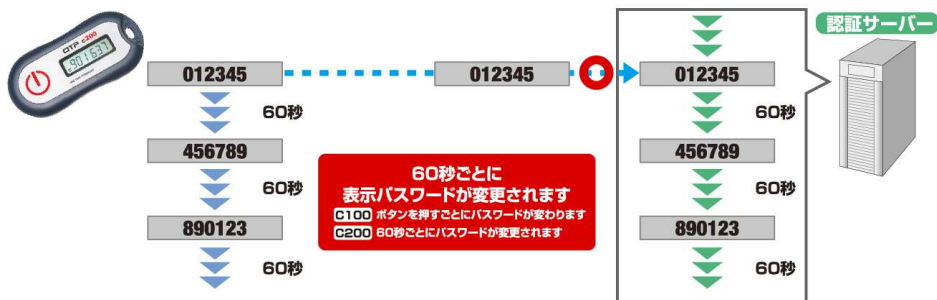 OTP c200
901637
認証サーバー
012345
012345
012345
60秒
60秒
456789
456789
60秒ごとに
表示パスワードが変更されます
C100 ボタンを押すごとにパスワードが変わります
C200 60秒ごとにパスワードが変更されます
60秒
60秒
890123
890123
60秒
60秒